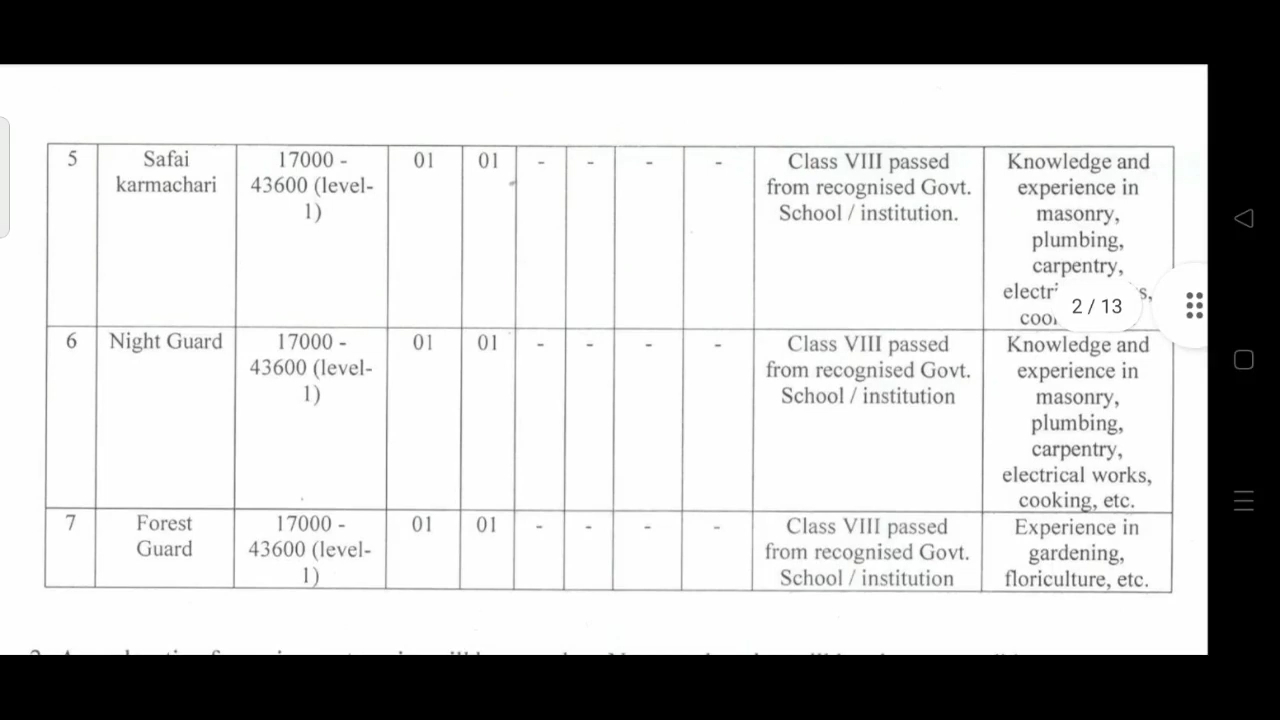 5 Safai karmachari 17000 - 43600 (level-1) 01 01 - - - - Class VIII passed from recognised Govt. School / institution. Knowledge and experience in masonry, plumbing, carpentry,
2 / 13
6 Night Guard 17000 - 43600 (level-1) 01 01 - - - - Class VIII passed from recognised Govt. School / institution Knowledge and experience in masonry, plumbing, carpentry, electrical works, cooking, etc.
7 Forest Guard 17000 - 43600 (level-1) 01 01 - - - - Class VIII passed from recognised Govt. School / institution Experience in gardening, floriculture, etc.